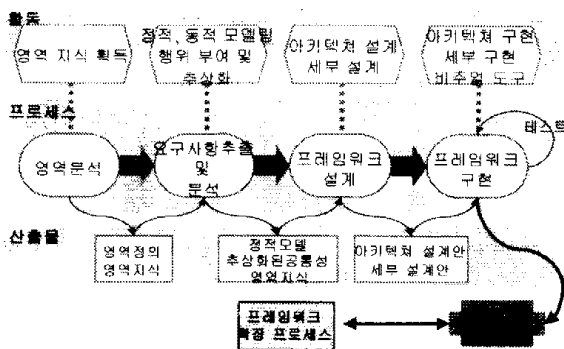 활동
영역 지식 획득
정적, 동적 모델링
행위 부여 및
추상화
아키텍쳐 설계
세부 설계
아키텍쳐 구현
세부 구현
비쥬얼 도구
프로세스
테스트
영역분석
요구사항추출
및
분석
프레임워크
설계
프레임워크
구현
산출물
영역정의
영역지식
정적모델
추상화된공통성
영역지식
아키텍쳐 설계안
세부 설계안
프레임워크
확장 프로세스